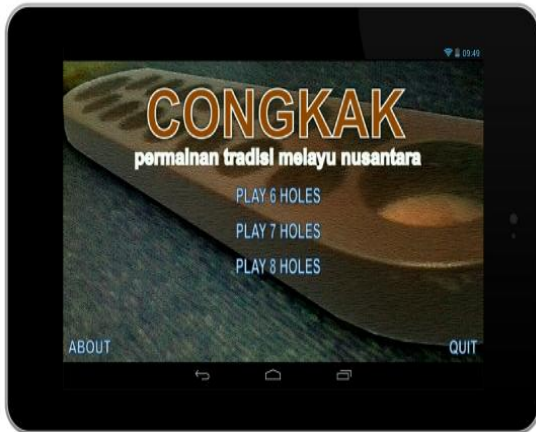 09:49
CONGKAK
permainan tradisi melayu nusantara
PLAY 6 HOLES
PLAY 7 HOLES
PLAY 8 HOLES
ABOUT
QUIT